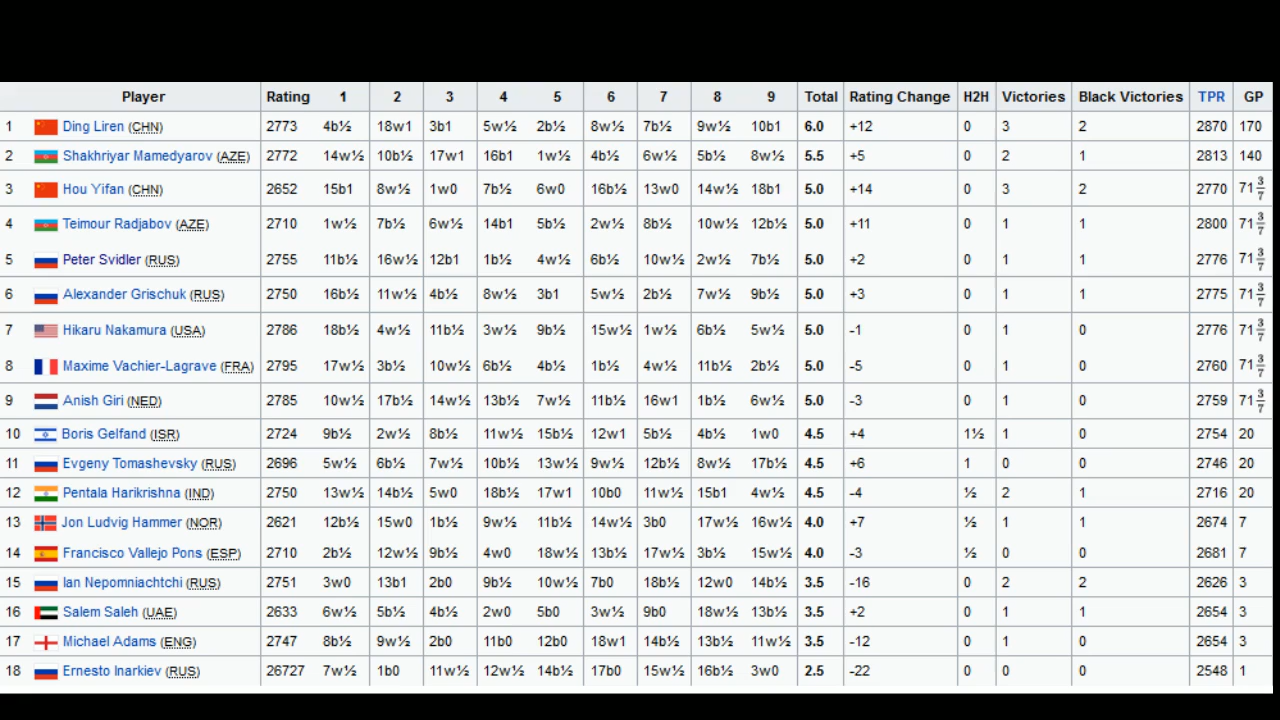 Player Rating 1 2 3 4 5 6 7 8 9 Total Rating Change H2H Victories Black Victories TPR GP
1 Ding Liren (CHN) 2773 4b½ 18w1 3b1 5w½ 2b½ 8w½ 7b½ 9w½ 10b1 6.0 +12 0 3 2 2870 170
2 Shakhriyar Mamedyarov (AZE) 2772 14w½ 10b½ 17w1 16b1 1w½ 4b½ 6w½ 5b½ 8w½ 5.5 +5 0 2 1 2813 140
3 Hou Yifan (CHN) 2652 15b1 8w½ 1w0 7b½ 6w0 16b½ 13w0 14w½ 18b1 5.0 +14 0 3 2 2770 71 3/7
4 Teimour Radjabov (AZE) 2710 1w½ 7b½ 6w½ 14b1 5b½ 2w½ 8b½ 10w½ 12b½ 5.0 +11 0 1 1 2800 71 3/7
5 Peter Svidler (RUS) 2755 11b½ 16w½ 12b1 1b½ 4w½ 6b½ 10w½ 2w½ 7b½ 5.0 +2 0 1 1 2776 71 3/7
6 Alexander Grischuk (RUS) 2750 16b½ 11w½ 4b½ 8w½ 3b1 5w½ 2b½ 7w½ 9b½ 5.0 +3 0 1 1 2775 71 3/7
7 Hikaru Nakamura (USA) 2786 18b½ 4w½ 11b½ 3w½ 9b½ 15w½ 1w½ 6b½ 5w½ 5.0 -1 0 1 0 2776 71 3/7
8 Maxime Vachier-Lagrave (FRA) 2795 17w½ 3b½ 10w½ 6b½ 4b½ 1b½ 4w½ 11b½ 2b½ 5.0 -5 0 1 0 2760 71 3/7
9 Anish Giri (NED) 2785 10w½ 17b½ 14w½ 13b½ 7w½ 11b½ 16w1 1b½ 6w½ 5.0 -3 0 1 0 2759 71 3/7
10 Boris Gelfand (ISR) 2724 9b½ 2w½ 8b½ 11w½ 15b½ 12w1 5b½ 4b½ 1w0 4.5 +4 1½ 1 0 2754 20
11 Evgeny Tomashevsky (RUS) 2696 5w½ 6b½ 7w½ 10b½ 13w½ 9w½ 12b½ 8w½ 17b½ 4.5 +6 1 0 0 2746 20
12 Pentala Harikrishna (IND) 2750 13w½ 14b½ 5w0 18b½ 17w1 10b0 11w½ 15b1 4w½ 4.5 -4 ½ 2 1 2716 20
13 Jon Ludvig Hammer (NOR) 2621 12b½ 15w0 1b½ 9w½ 11b½ 14w½ 3b0 17w½ 16w½ 4.0 +7 ½ 1 1 2674 7
14 Francisco Vallejo Pons (ESP) 2710 2b½ 12w½ 9b½ 4w0 18w½ 13b½ 17w½ 3b½ 15w½ 4.0 -3 ½ 0 0 2681 7
15 Ian Nepomniachtchi (RUS) 2751 3w0 13b1 2b0 9b½ 10w½ 7b0 18b½ 12w0 14b½ 3.5 -16 0 2 2 2626 3
16 Salem Saleh (UAE) 2633 6w½ 5b½ 4b½ 2w0 5b0 3w½ 9b0 18w½ 13b½ 3.5 +2 0 1 1 2654 3
17 Michael Adams (ENG) 2747 8b½ 9w½ 2b0 11b0 12b0 18w1 14b½ 13b½ 11w½ 3.5 -12 0 1 0 2654 3
18 Ernesto Inarkiev (RUS) 26727 7w½ 1b0 11w½ 12w½ 14b½ 17b0 15w½ 16b½ 3w0 2.5 -22 0 0 0 2548 1